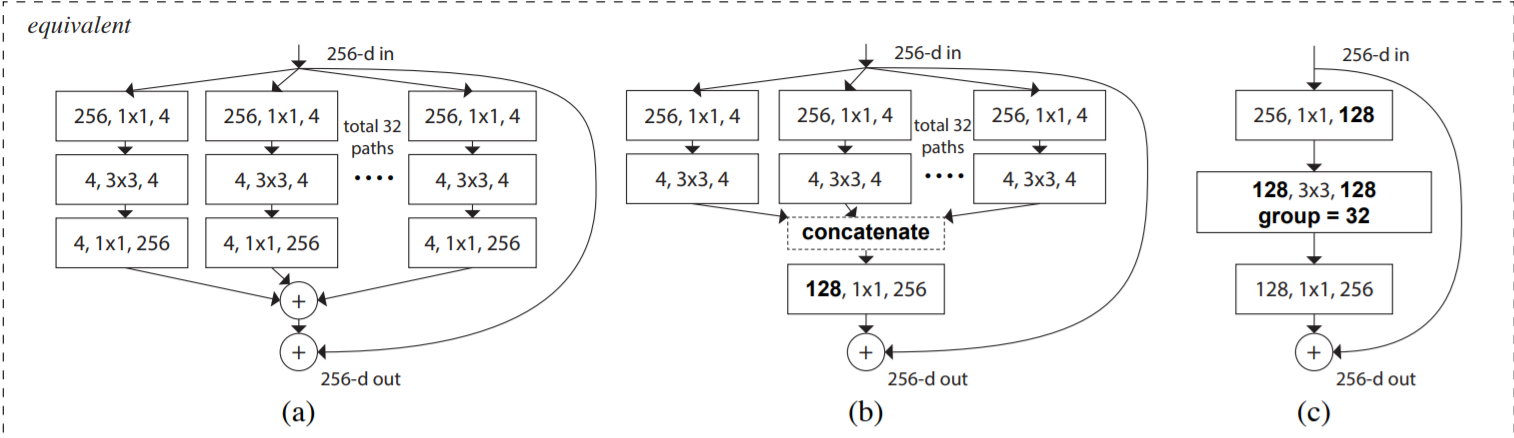 equivalent
256-d in
256, 1x1, 4
256, 1x1, 4
256, 1x1, 4
total 32
paths
4, 3x3, 4
4, 3x3, 4
....
4, 3x3, 4
4, 1x1, 256
4, 1x1, 256
4, 1x1, 256
+
+
256-d out
(a)
256-d in
256, 1x1, 4
256, 1x1, 4
256, 1x1, 4
total 32
paths
4, 3x3, 4
4, 3x3, 4
....
4, 3x3, 4
concatenate
128, 1x1, 256
+
256-d out
(b)
256-d in
256, 1x1, 128
128, 3x3, 128
group = 32
128, 1x1, 256
+
256-d out
(c)